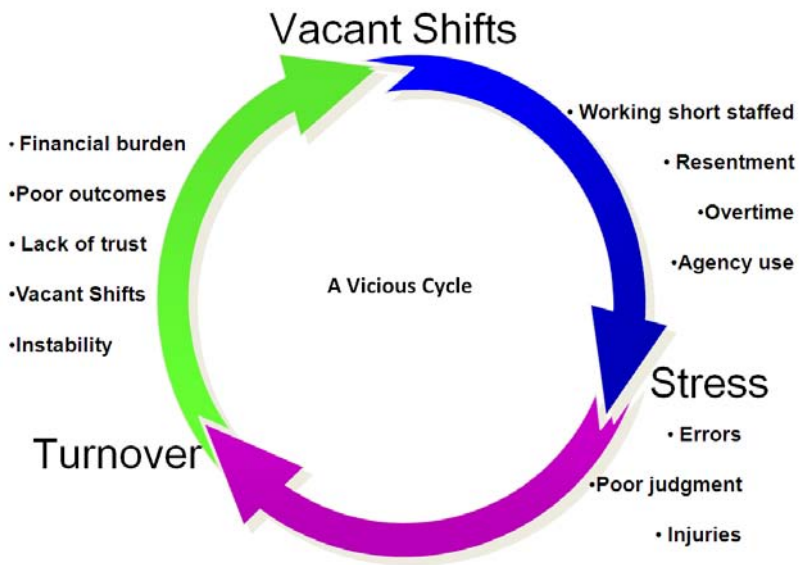 Vacant Shifts
•Working short staffed
• Resentment
•Overtime
•Agency use
Stress
• Errors
•Poor judgment
• Injuries
Turnover
• Financial burden
•Poor outcomes
• Lack of trust
•Vacant Shifts
•Instability
A Vicious Cycle